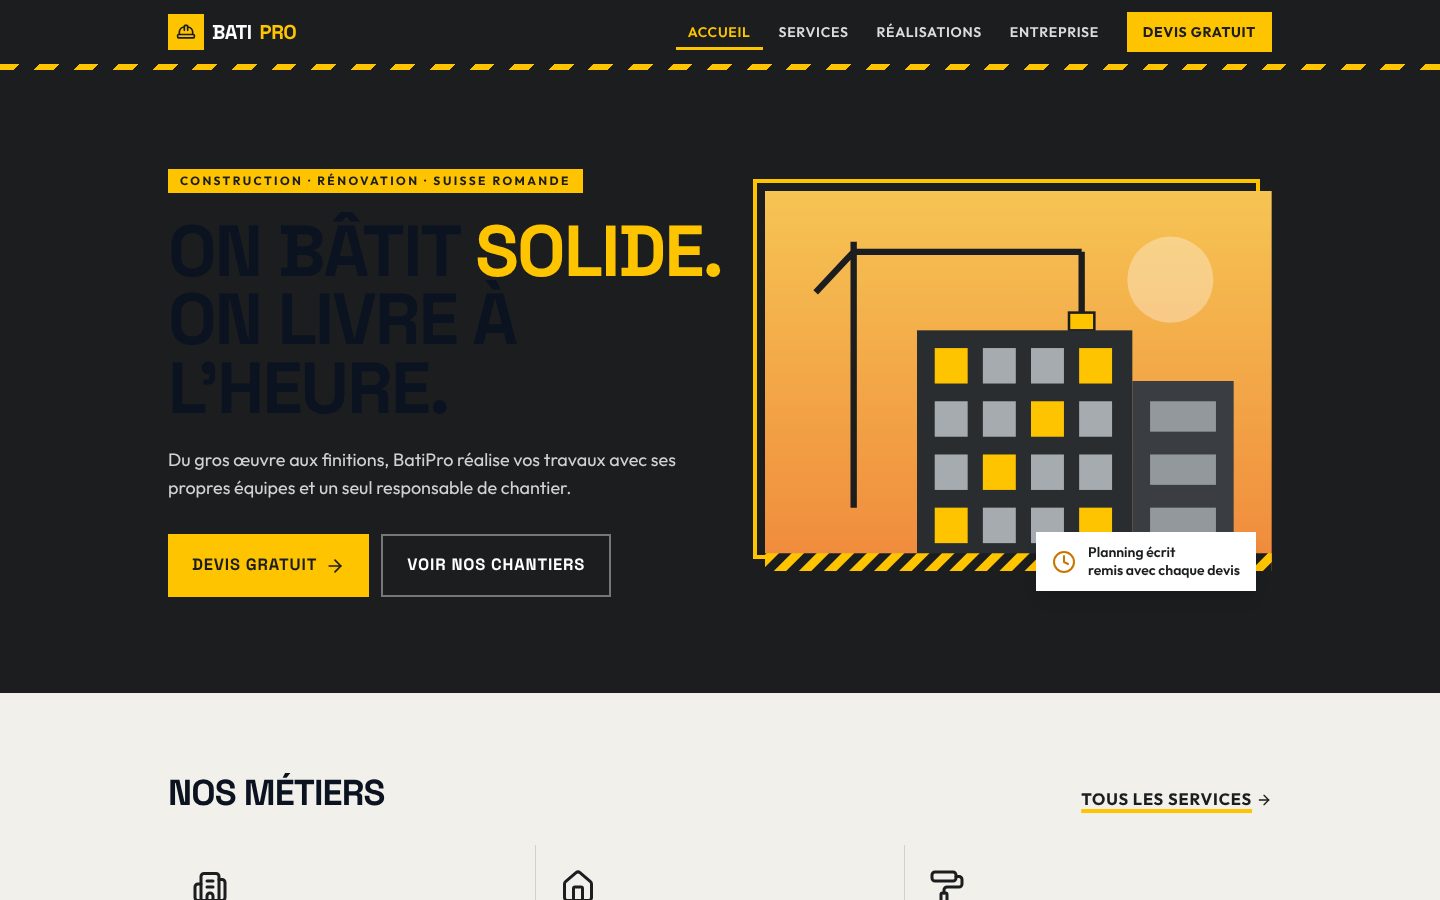 BATI PRO
ACCUEIL
SERVICES
RÉALISATIONS
ENTREPRISE
DEVIS GRATUIT
CONSTRUCTION · RÉNOVATION · SUISSE ROMANDE
ON BÂTIT SOLIDE.
ON LIVRE À
L’HEURE.
Du gros œuvre aux finitions, BatiPro réalise vos travaux avec ses
propres équipes et un seul responsable de chantier.
DEVIS GRATUIT →
VOIR NOS CHANTIERS
Planning écrit
remis avec chaque devis
NOS MÉTIERS
TOUS LES SERVICES →